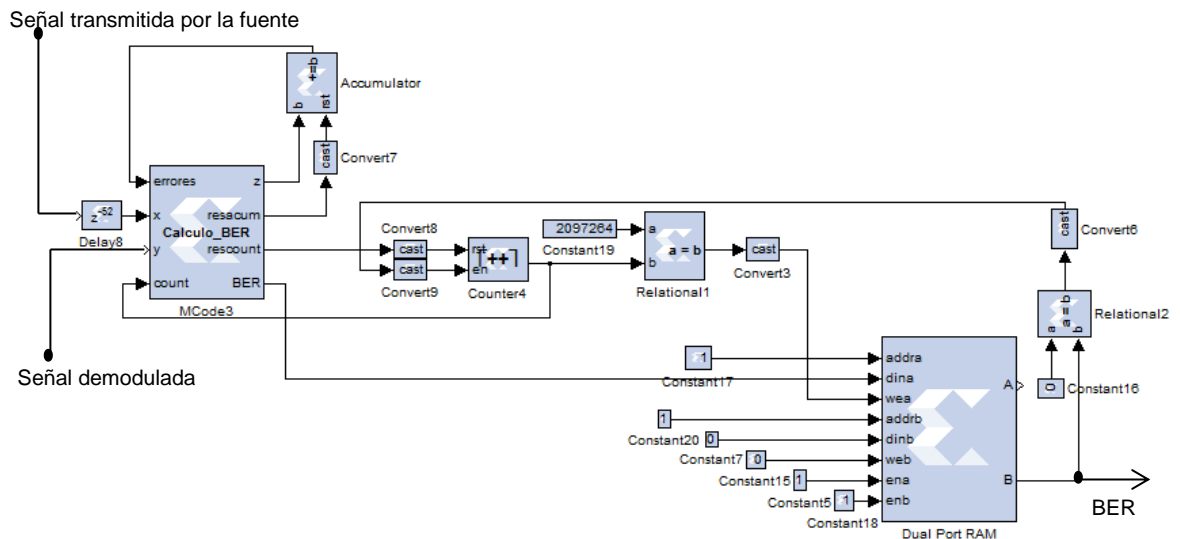 Señal transmitida por la fuente
+=b
b
rst
Accumulator
cast
Convert7
errores
z
x
resacum
Calculo_BER
y
rescount
count
BER
MCode3
z-52
Delay8
Señal demodulada
Convert8
cast
cast
Convert9
rst
++
en
Counter4
2097264
Constant19
a
a = b
b
Relational1
cast
Convert3
cast
Convert6
a = b
a
b
Relational2
0
Constant16
1
Constant17
1
Constant20
0
Constant7
0
Constant15
1
Constant5
1
Constant18
addra
dina
wea
addrb
dinb
web
ena
enb
A
B
Dual Port RAM
BER